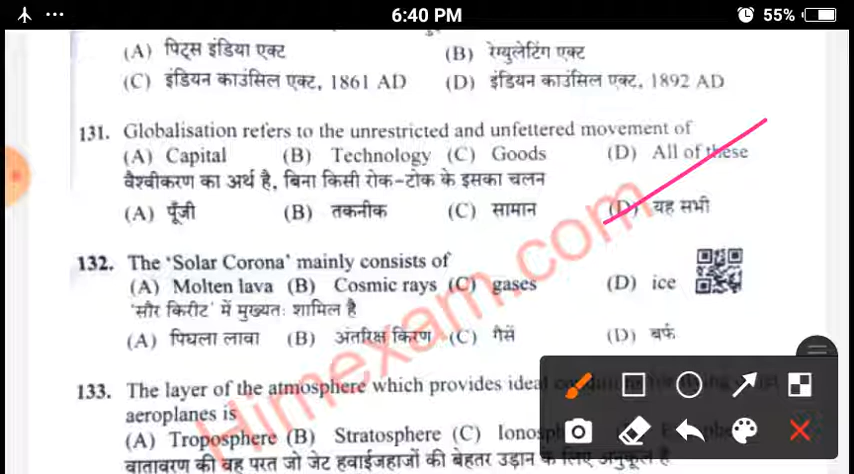 6:40 PM
55%
(A) पिट्स इंडिया एक्ट (B) रेग्युलेटिंग एक्ट
(C) इंडियन काउंसिल एक्ट, 1861 AD (D) इंडियन काउंसिल एक्ट, 1892 AD
131. Globalisation refers to the unrestricted and unfettered movement of
(A) Capital (B) Technology (C) Goods (D) All of these
वैश्वीकरण का अर्थ है, बिना किसी रोक-टोक के इसका चलन
(A) पूँजी (B) तकनीक (C) सामान (D) यह सभी
132. The 'Solar Corona' mainly consists of
(A) Molten lava (B) Cosmic rays (C) gases (D) ice
'सौर किरीट' में मुख्यतः शामिल है
(A) पिघला लावा (B) अंतरिक्ष किरण (C) गैसें (D) बर्फ
Himexam.com
133. The layer of the atmosphere which provides ideal
aeroplanes is
(A) Troposphere (B) Stratosphere (C)
वातावरण की वह परत जो जेट हवाईजहाजों की बेहतर उड़ान के लिए अनुकूल है